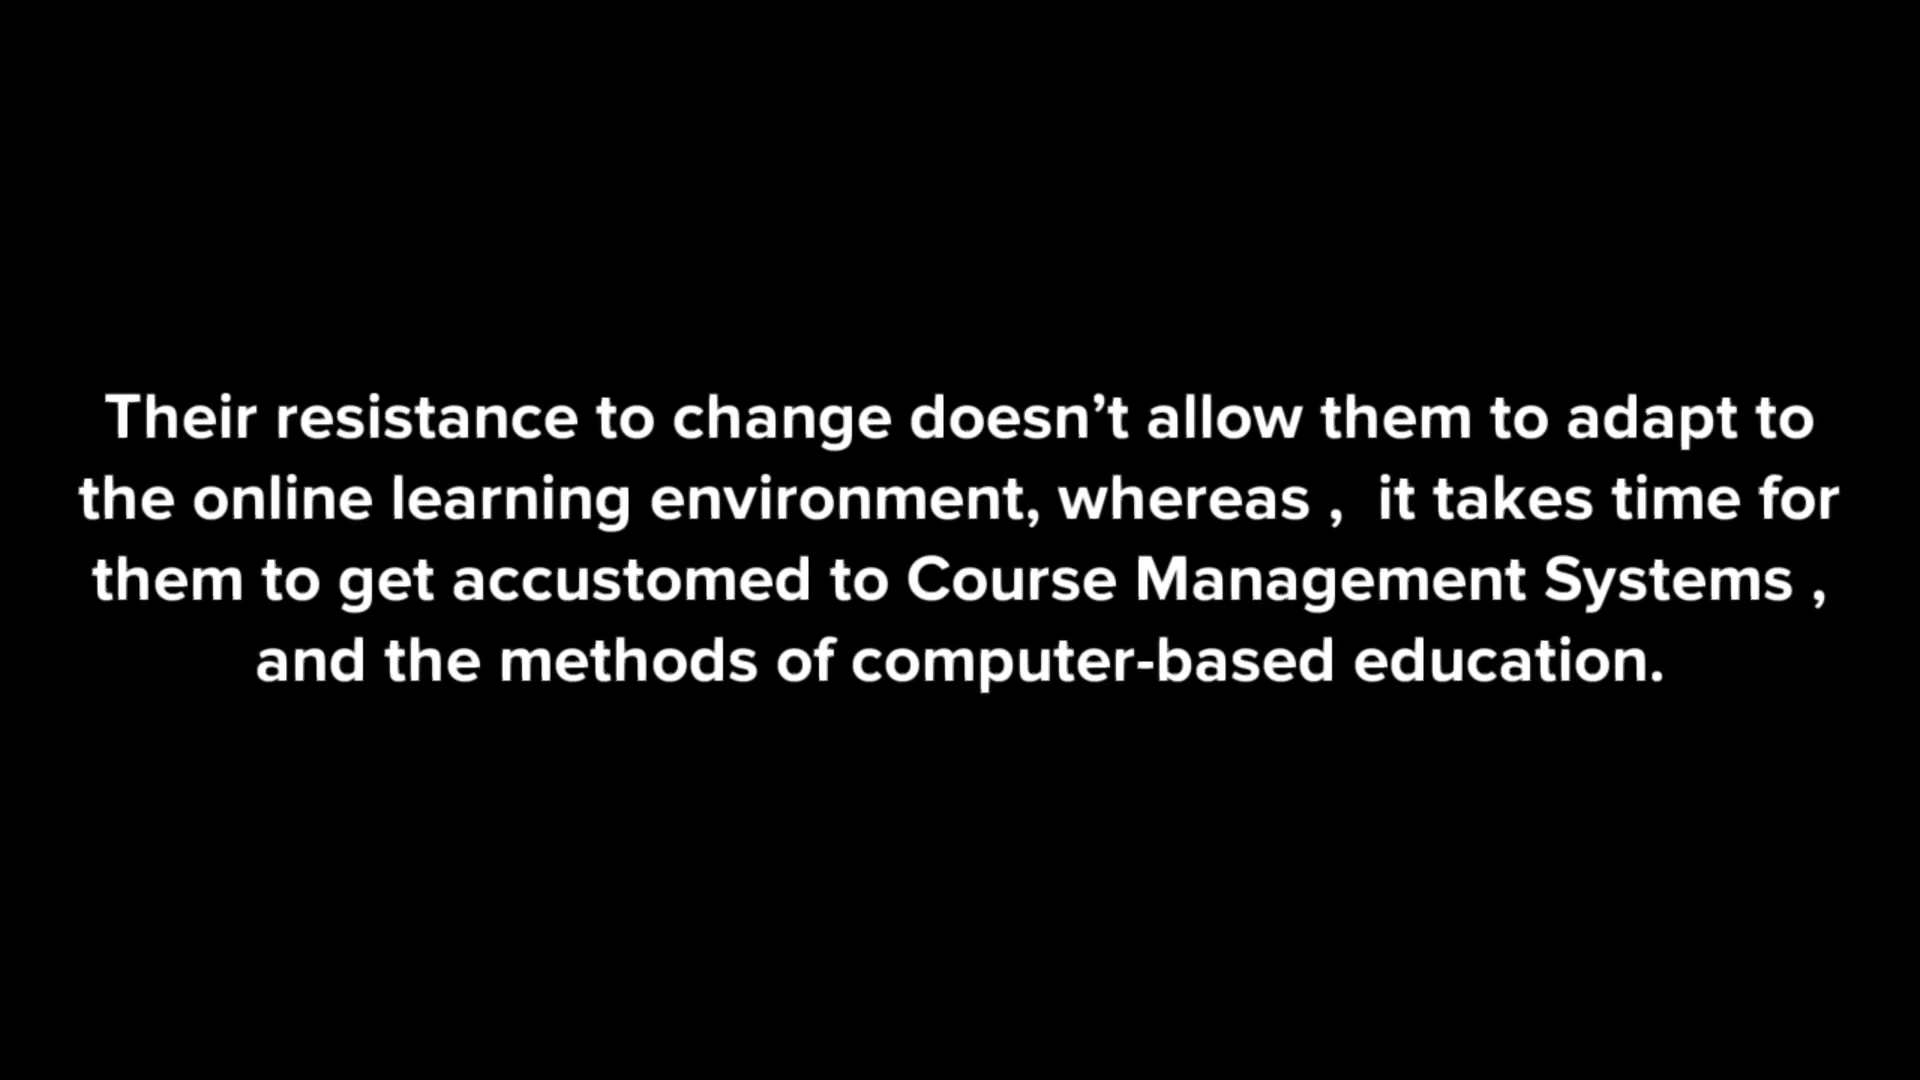 Their resistance to change doesn’t allow them to adapt to
the online learning environment, whereas ,  it takes time for
them to get accustomed to Course Management Systems ,
and the methods of computer-based education.